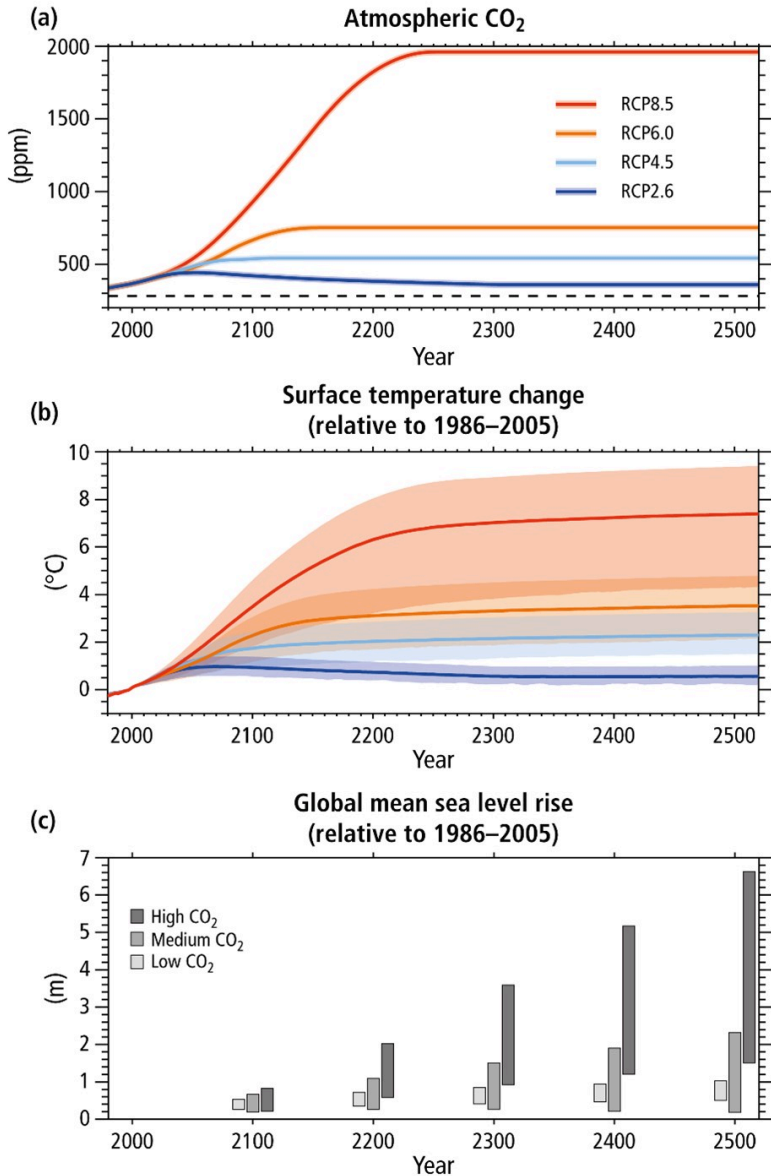 (a)
Atmospheric CO₂
2000
1500
1000
500
(ppm)
RCP8.5
RCP6.0
RCP4.5
RCP2.6
2000 2100 2200 2300 2400 2500
Year
(b)
Surface temperature change
(relative to 1986–2005)
10
8
6
4
2
0
(°C)
2000 2100 2200 2300 2400 2500
Year
(c)
Global mean sea level rise
(relative to 1986–2005)
7
6
5
4
3
2
1
0
(m)
High CO₂
Medium CO₂
Low CO₂
2000 2100 2200 2300 2400 2500
Year